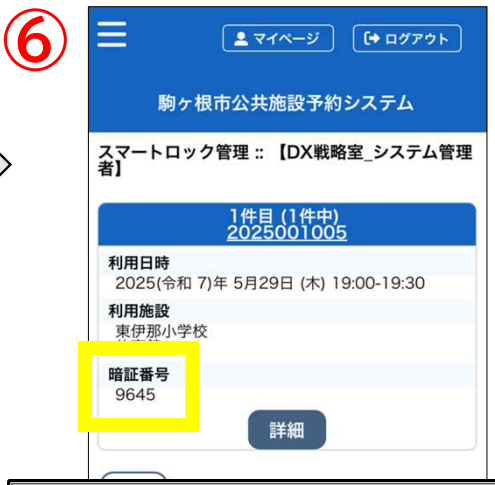 ⑥
マイページ ログアウト
駒ヶ根市公共施設予約システム
スマートロック管理 :: 【DX戦略室_システム管理
者】
1件目 (1件中)
2025001005
利用日時
2025(令和 7)年 5月29日 (木) 19:00-19:30
利用施設
東伊那小学校
暗証番号
9645
詳細